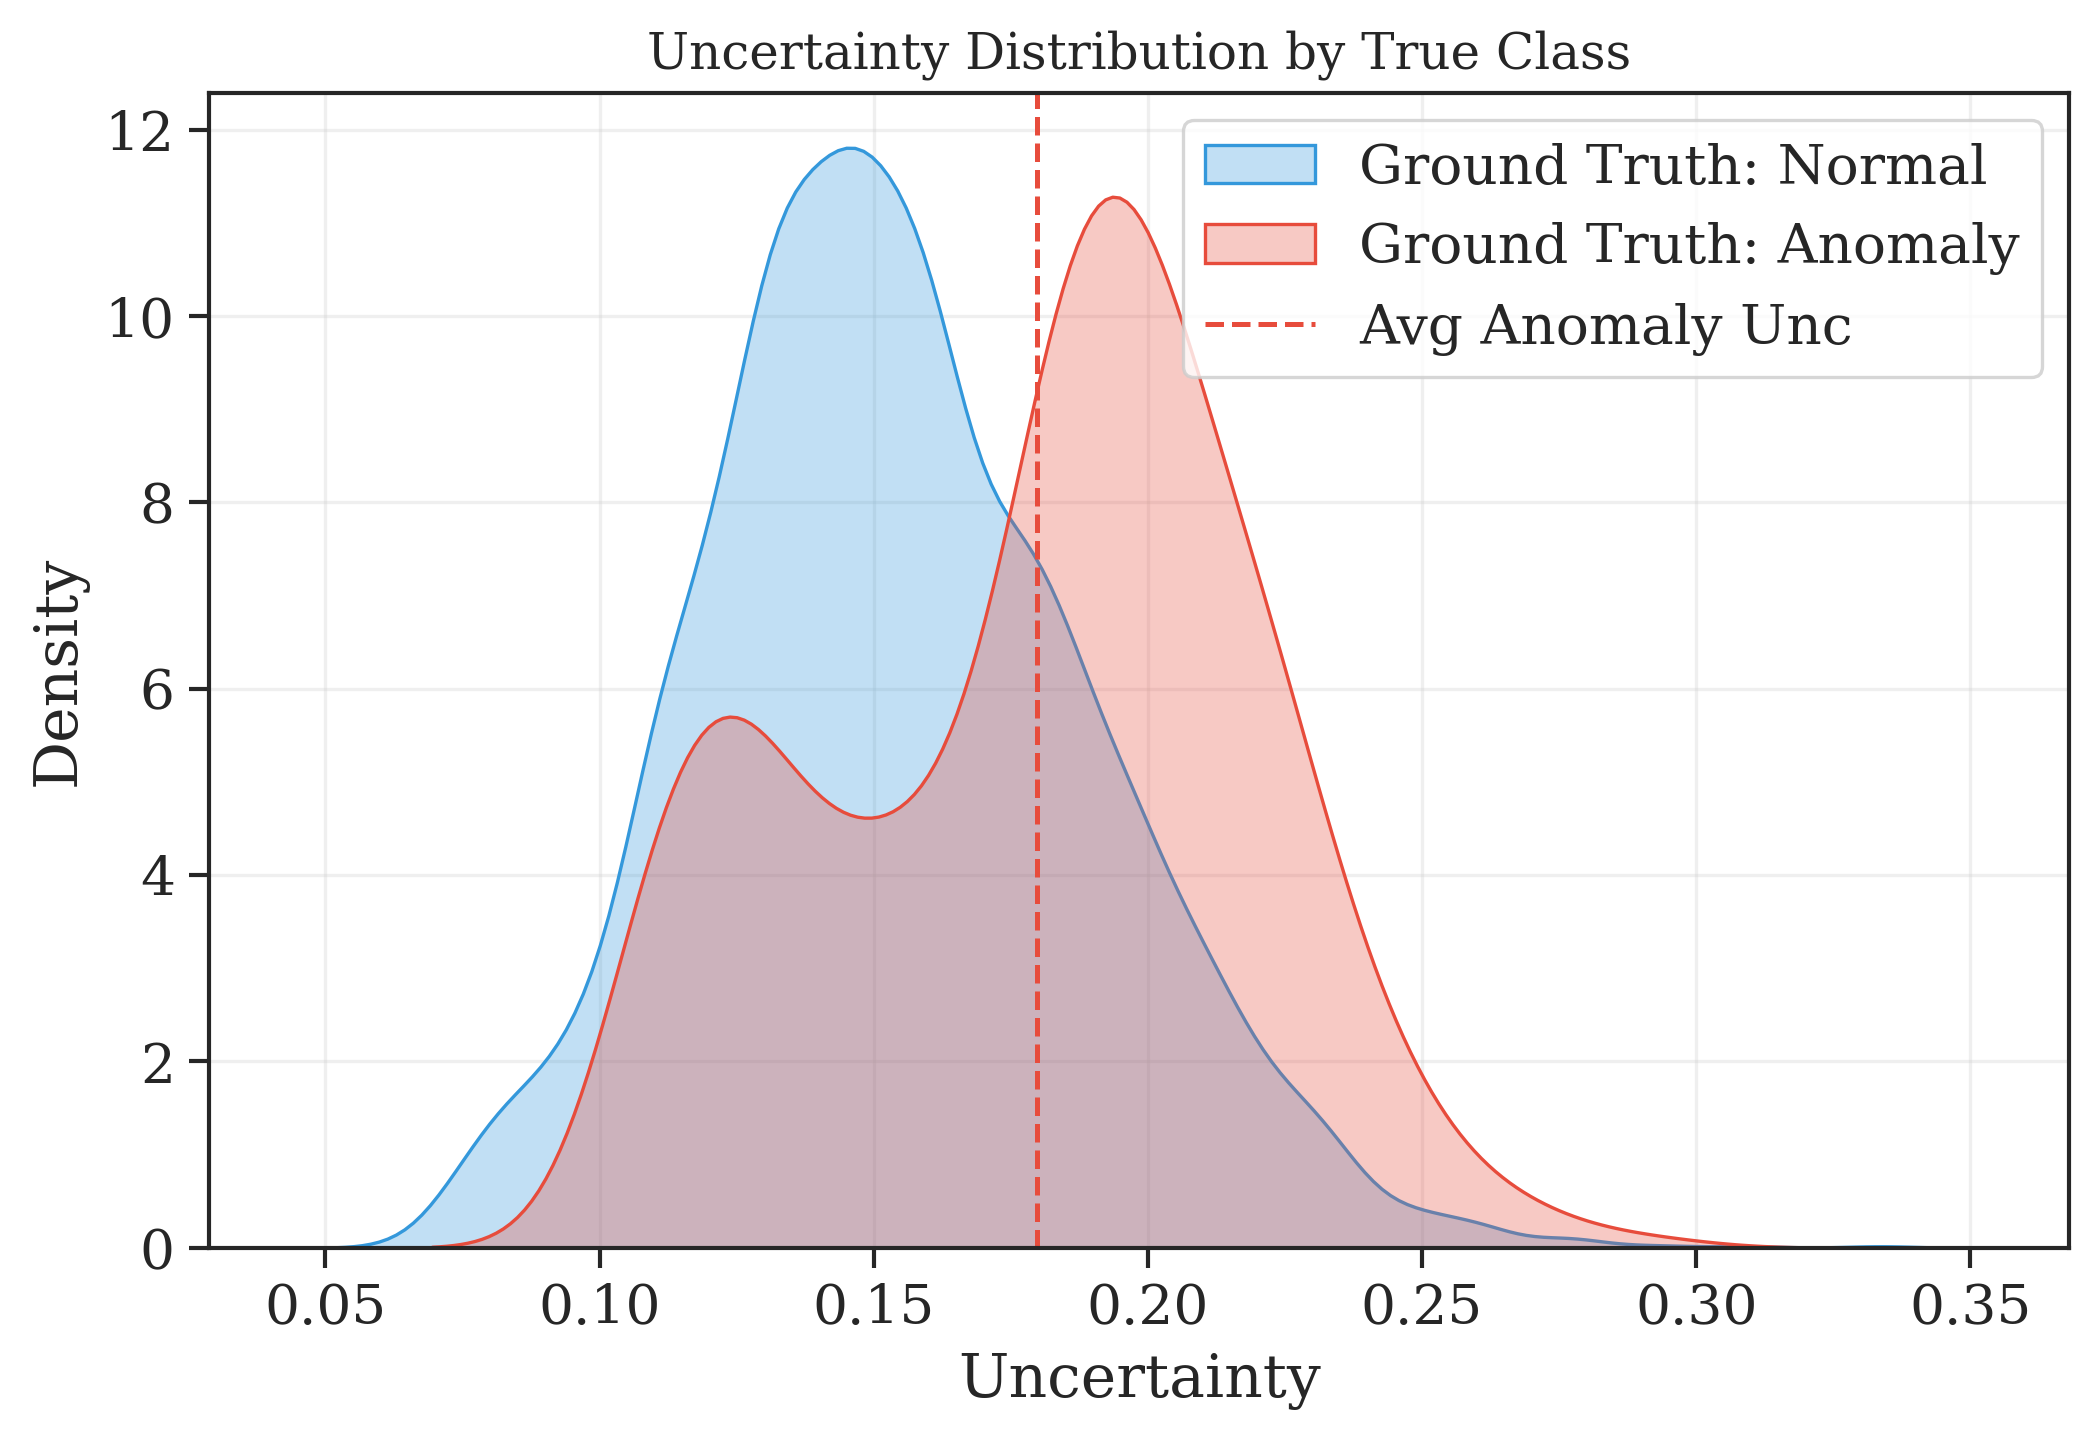 Uncertainty Distribution by True Class
12
10
8
6
4
2
0
Density
Ground Truth: Normal
Ground Truth: Anomaly
Avg Anomaly Unc
0.05 0.10 0.15 0.20 0.25 0.30 0.35
Uncertainty